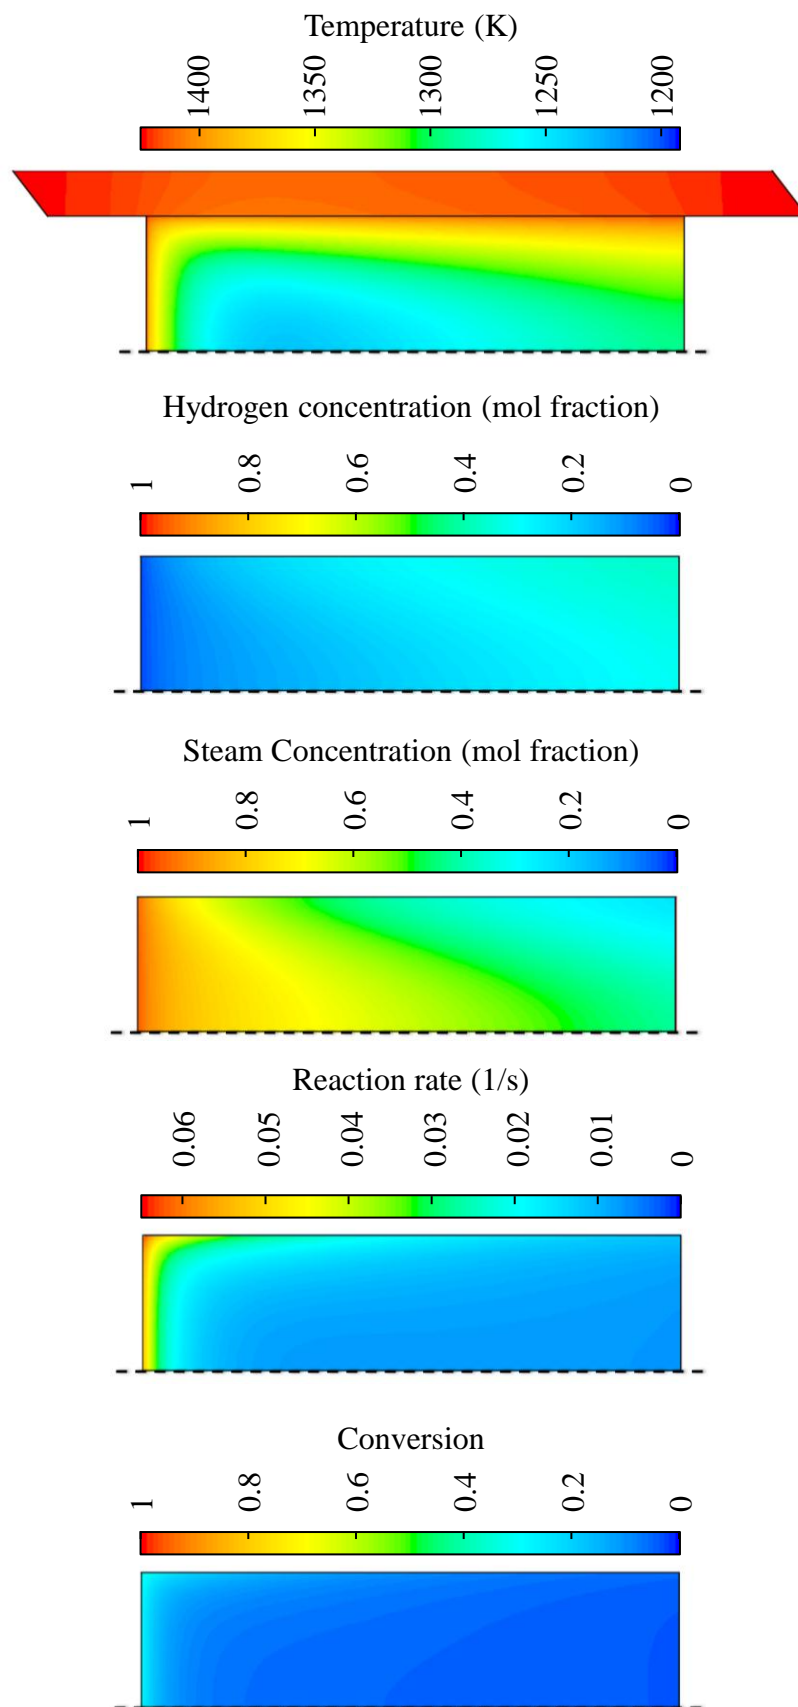 Temperature (K)
1400 1350 1300 1250 1200
Hydrogen concentration (mol fraction)
1 0.8 0.6 0.4 0.2 0
Steam Concentration (mol fraction)
1 0.8 0.6 0.4 0.2 0
Reaction rate (1/s)
0.06 0.05 0.04 0.03 0.02 0.01 0
Conversion
1 0.8 0.6 0.4 0.2 0